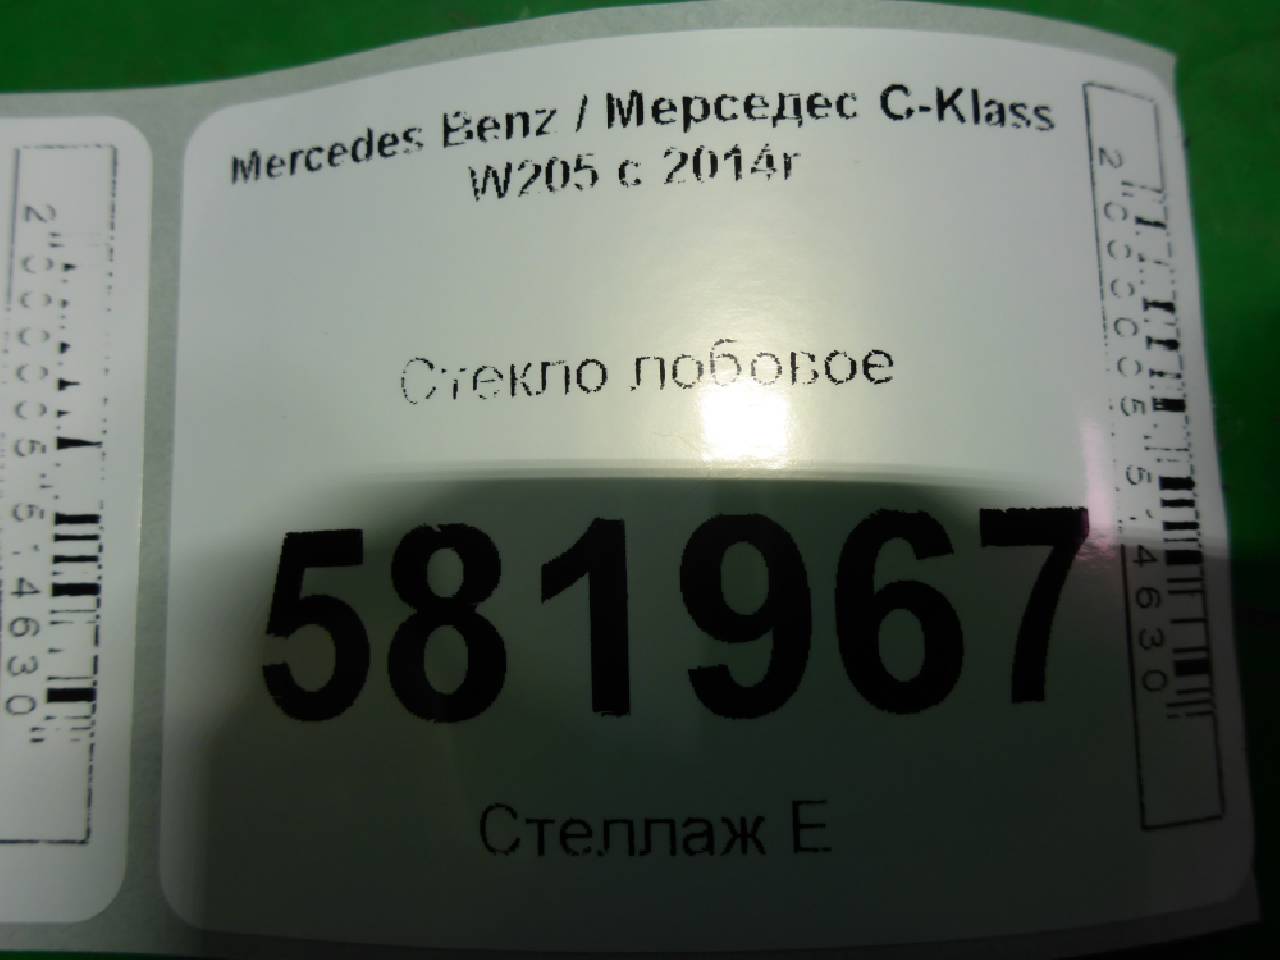 Mercedes Benz / Мерседес C-Klass
W205 с 2014г
Стекло лобовое
581967
Стеллаж Е